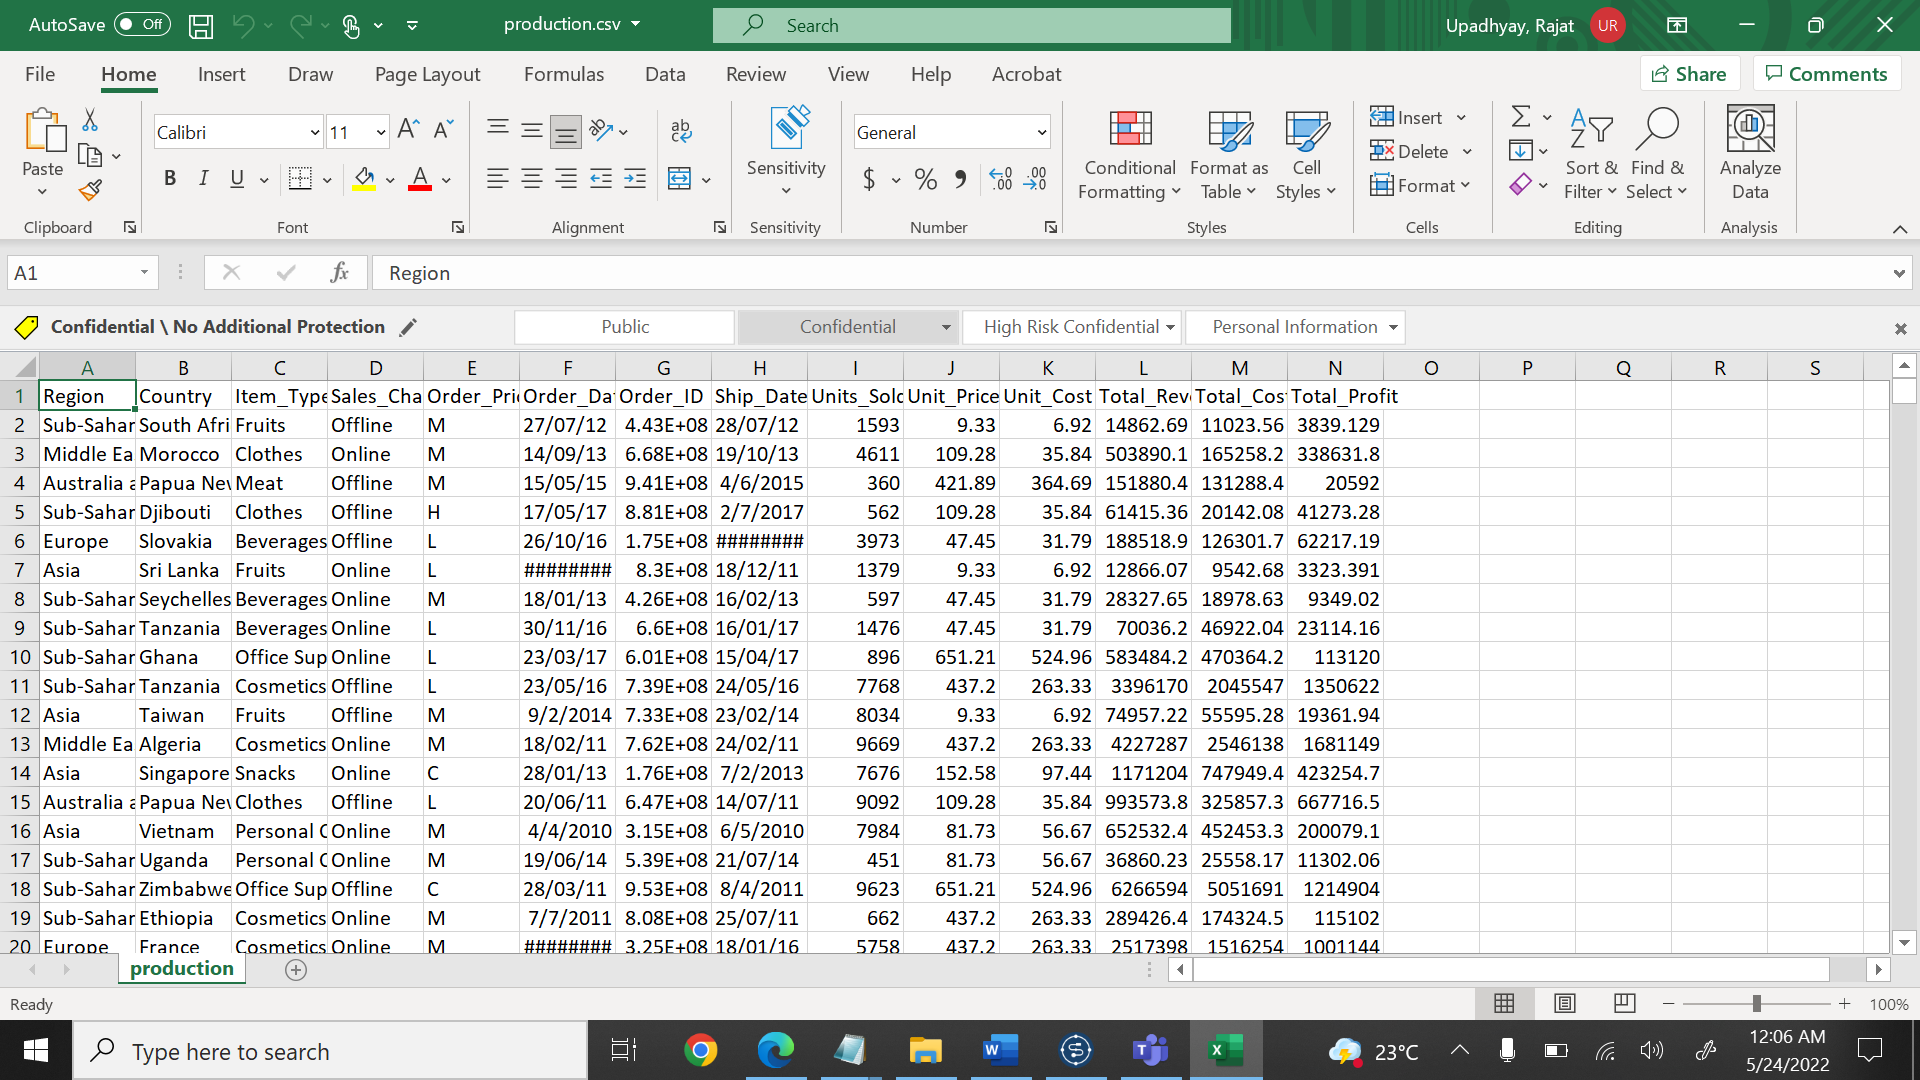 AutoSave Off production.csv Search Upadhyay, Rajat UR
File Home Insert Draw Page Layout Formulas Data Review View Help Acrobat Share Comments
Calibri 11 A A ab General $ % , .00 .00
Paste B I U A Sensitivity Conditional Formatting Format as Table Cell Styles Insert Delete Format Sort & Filter Find & Select Analyze Data
Clipboard Font Alignment Sensitivity Number Styles Cells Editing Analysis
A1 fx Region
Confidential \ No Additional Protection Public Confidential High Risk Confidential Personal Information
A B C D E F G H I J K L M N O P Q R S
1 Region Country Item_Type Sales_Cha Order_Pri Order_Da Order_ID Ship_Date Units_Sold Unit_Price Unit_Cost Total_Rev Total_Cos Total_Profit
2 Sub-Sahar South Afri Fruits Offline M 27/07/12 4.43E+08 28/07/12 1593 9.33 6.92 14862.69 11023.56 3839.129
3 Middle Ea Morocco Clothes Online M 14/09/13 6.68E+08 19/10/13 4611 109.28 35.84 503890.1 165258.2 338631.8
4 Australia a Papua Nev Meat Offline M 15/05/15 9.41E+08 4/6/2015 360 421.89 364.69 151880.4 131288.4 20592
5 Sub-Sahar Djibouti Clothes Offline H 17/05/17 8.81E+08 2/7/2017 562 109.28 35.84 61415.36 20142.08 41273.28
6 Europe Slovakia Beverages Offline L 26/10/16 1.75E+08 ######## 3973 47.45 31.79 188518.9 126301.7 62217.19
7 Asia Sri Lanka Fruits Online L ######## 8.3E+08 18/12/11 1379 9.33 6.92 12866.07 9542.68 3323.391
8 Sub-Sahar Seychelles Beverages Online M 18/01/13 4.26E+08 16/02/13 597 47.45 31.79 28327.65 18978.63 9349.02
9 Sub-Sahar Tanzania Beverages Online L 30/11/16 6.6E+08 16/01/17 1476 47.45 31.79 70036.2 46922.04 23114.16
10 Sub-Sahar Ghana Office Sup Online L 23/03/17 6.01E+08 15/04/17 896 651.21 524.96 583484.2 470364.2 113120
11 Sub-Sahar Tanzania Cosmetics Offline L 23/05/16 7.39E+08 24/05/16 7768 437.2 263.33 3396170 2045547 1350622
12 Asia Taiwan Fruits Offline M 9/2/2014 7.33E+08 23/02/14 8034 9.33 6.92 74957.22 55595.28 19361.94
13 Middle Ea Algeria Cosmetics Online M 18/02/11 7.62E+08 24/02/11 9669 437.2 263.33 4227287 2546138 1681149
14 Asia Singapore Snacks Online C 28/01/13 1.76E+08 7/2/2013 7676 152.58 97.44 1171204 747949.4 423254.7
15 Australia a Papua Nev Clothes Offline L 20/06/11 6.47E+08 14/07/11 9092 109.28 35.84 993573.8 325857.3 667716.5
16 Asia Vietnam Personal C Online M 4/4/2010 3.15E+08 6/5/2010 7984 81.73 56.67 652532.4 452453.3 200079.1
17 Sub-Sahar Uganda Personal C Online M 19/06/14 5.39E+08 21/07/14 451 81.73 56.67 36860.23 25558.17 11302.06
18 Sub-Sahar Zimbabwe Office Sup Offline C 28/03/11 9.53E+08 8/4/2011 9623 651.21 524.96 6266594 5051691 1214904
19 Sub-Sahar Ethiopia Cosmetics Online M 7/7/2011 8.08E+08 25/07/11 662 437.2 263.33 289426.4 174324.5 115102
20 Europe France Cosmetics Online M ######## 3.25E+08 18/01/16 5758 437.2 263.33 2517398 1516254 1001144
production
Ready 100%
Type here to search 23°C 12:06 AM
5/24/2022